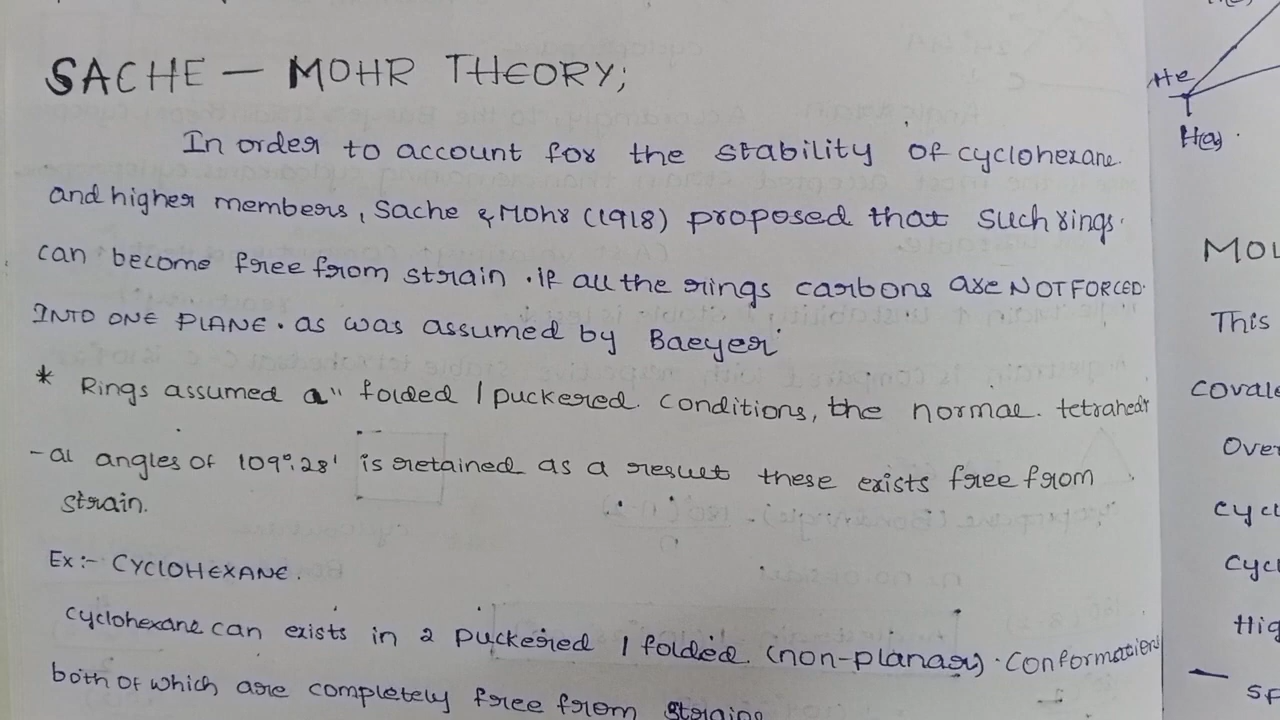 SACHE - MOHR THEORY;
In order to account for the stability of cyclohexane.
and higher members, Sache & Mohr (1918) proposed that such rings.
can become free from strain . if all the rings carbons are NOT FORCED.
INTO ONE PLANE. as was assumed by Baeyer
* Rings assumed a" folded / puckered. conditions, the normal. tetrahedr
-al angles of 109°.28' is retained as a result these exists free from
strain.
Ex :- CYCLOHEXANE.
cyclohexane can exists in 2 puckered / folded. (non-planar). Conformations
both of which are completely free from strains
He
H(a) .
MOL
This
covale
Over
cycl
cycl
Hig